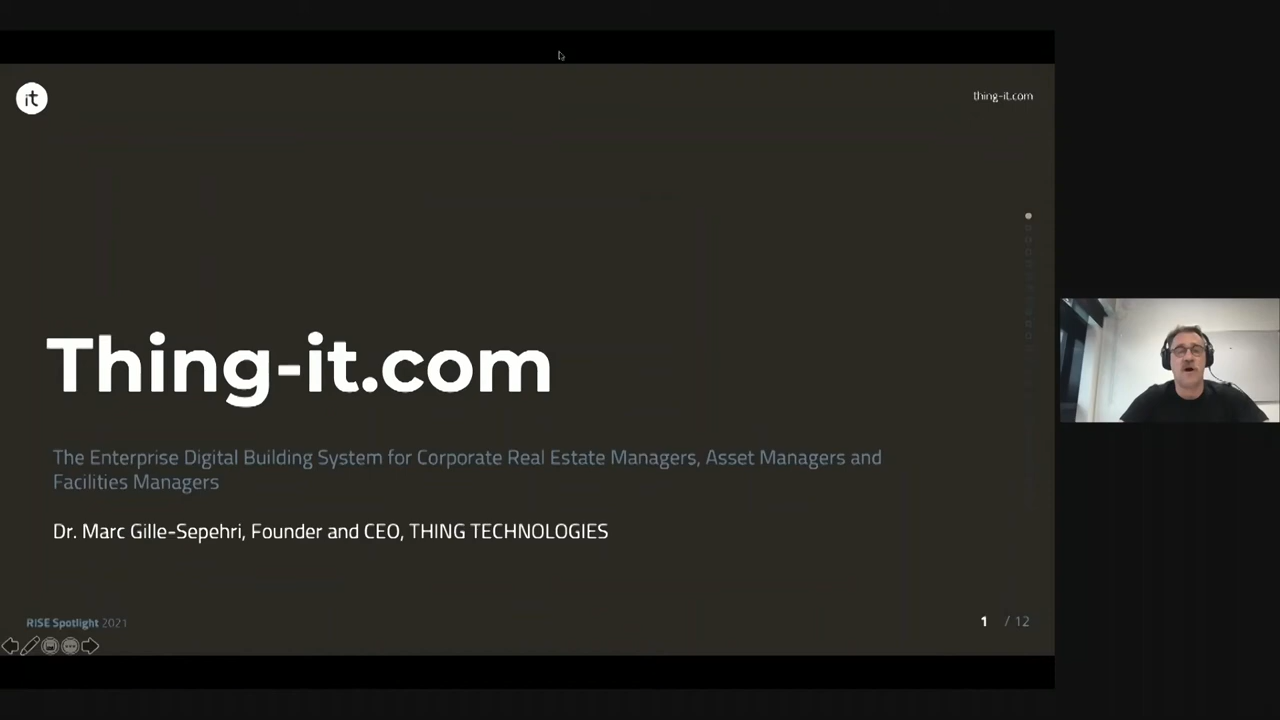 it
thing-it.com
Thing-it.com
The Enterprise Digital Building System for Corporate Real Estate Managers, Asset Managers and
Facilities Managers
Dr. Marc Gille-Sepehri, Founder and CEO, THING TECHNOLOGIES
RISE Spotlight 2021
1 / 12